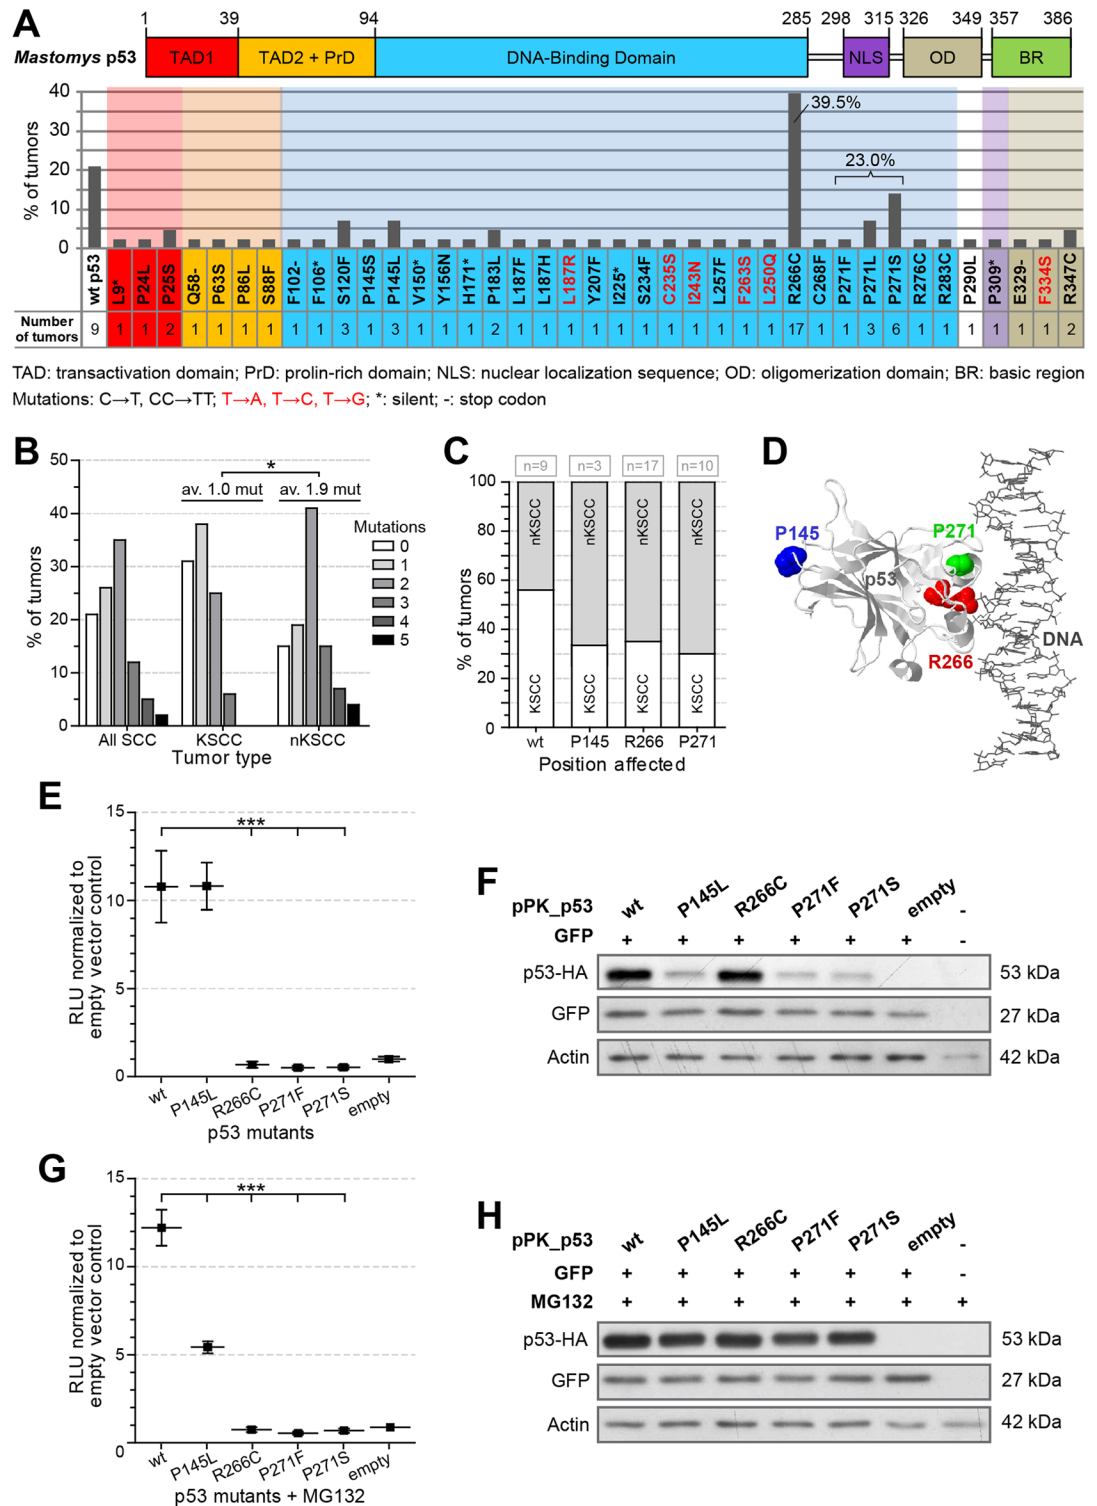 A
1 39 94 285 298 315 326 349 357 386
Mastomys p53 TAD1 TAD2 + PrD DNA-Binding Domain NLS OD BR
% of tumors
40
30
20
10
0
39.5%
23.0%
wt p53 L9* P24L P25S Q58- P63S P86L S88F F102- F106* S120F P145S P145L V150* Y156N H171* P183L L187F L187H L187R Y207F I225* S234F C235S I243N L257F F263S L250Q R266C C268F P271F P271L P271S R276C R283C P290L P309* E329- F334S R347C
Number of tumors 9 1 1 2 1 1 1 1 1 1 3 1 3 1 1 1 2 1 1 1 1 1 1 1 1 1 1 1 17 1 1 3 6 1 1 1 1 1 1 2
TAD: transactivation domain; PrD: prolin-rich domain; NLS: nuclear localization sequence; OD: oligomerization domain; BR: basic region
Mutations: C→T, CC→TT; T→A, T→C, T→G; *: silent; -: stop codon
B
% of tumors
50
40
30
20
10
0
*
av. 1.0 mut av. 1.9 mut
Mutations
0
1
2
3
4
5
All SCC KSCC nKSCC
Tumor type
C
n=9 n=3 n=17 n=10
% of tumors
100
80
60
40
20
0
nKSCC nKSCC nKSCC nKSCC
KSCC KSCC KSCC KSCC
wt P145 R266 P271
Position affected
D
P145
P271
p53
R266
DNA
E
RLU normalized to
empty vector control
15
10
5
0
***
wt P145L R266C P271F P271S empty
p53 mutants
F
pPK_p53 wt P145L R266C P271F P271S empty -
GFP + + + + + + -
p53-HA 53 kDa
GFP 27 kDa
Actin 42 kDa
G
RLU normalized to
empty vector control
15
10
5
0
***
wt P145L R266C P271F P271S empty
p53 mutants + MG132
H
pPK_p53 wt P145L R266C P271F P271S empty -
GFP + + + + + + -
MG132 + + + + + + +
p53-HA 53 kDa
GFP 27 kDa
Actin 42 kDa